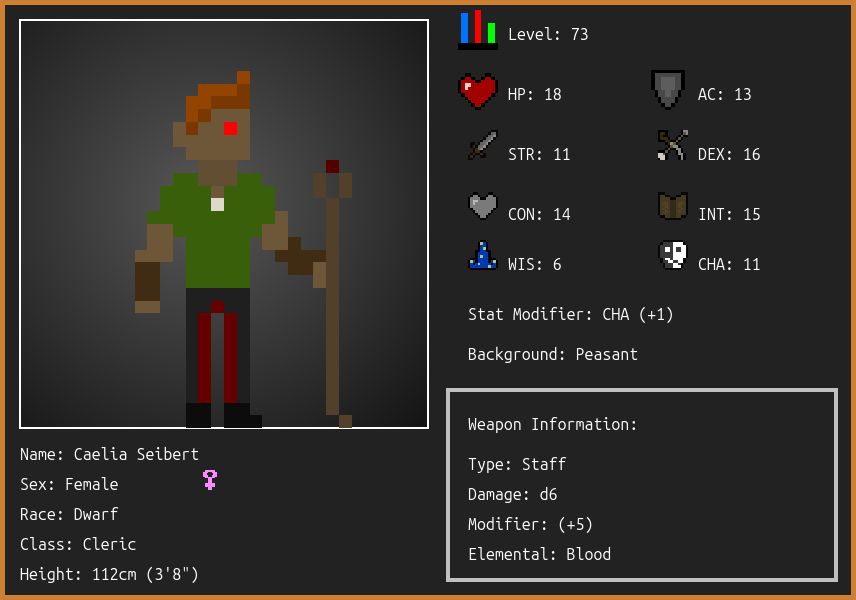 Level: 73
HP: 18
AC: 13
STR: 11
DEX: 16
CON: 14
INT: 15
WIS: 6
CHA: 11
Stat Modifier: CHA (+1)
Background: Peasant
Weapon Information:
Type: Staff
Damage: d6
Modifier: (+5)
Elemental: Blood
Name: Caelia Seibert
Sex: Female
Race: Dwarf
Class: Cleric
Height: 112cm (3'8")